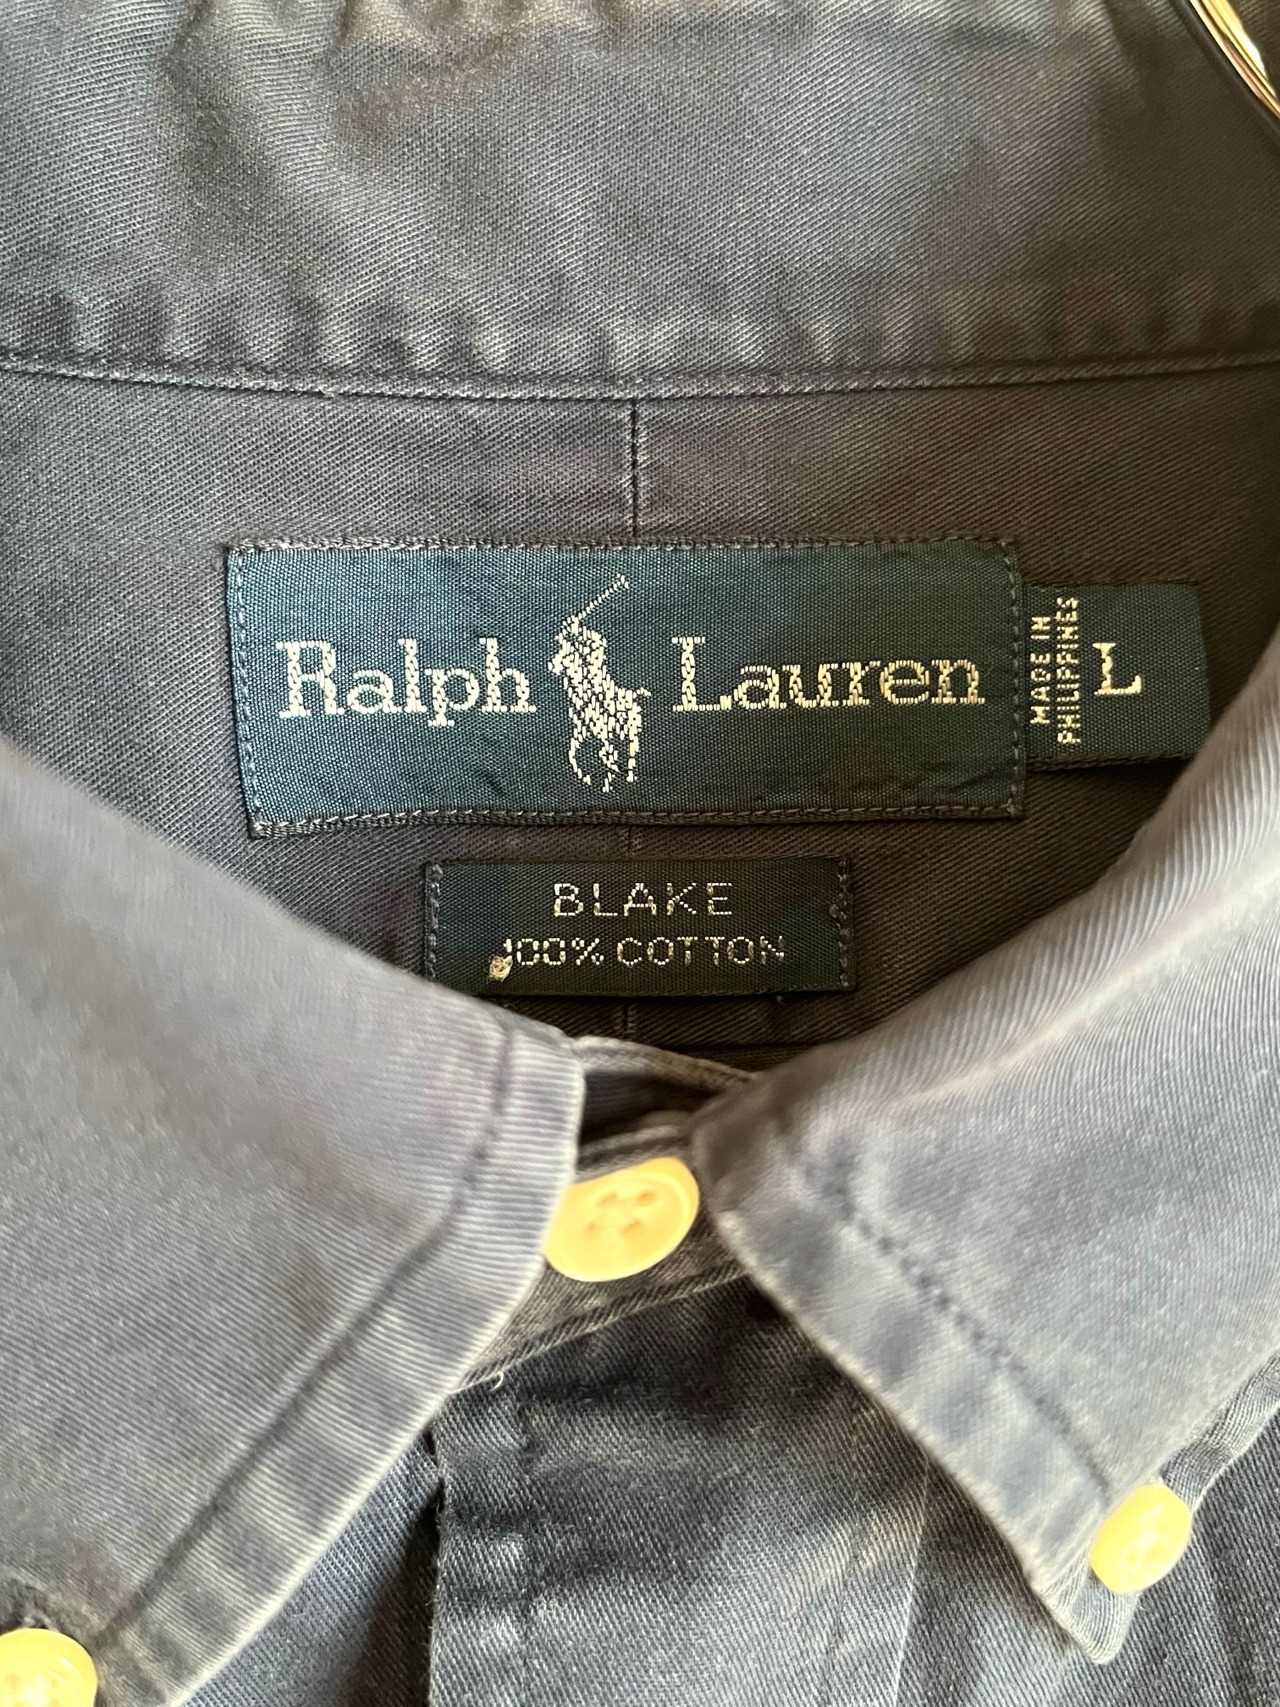 Ralph Lauren
MADE IN
PHILIPPINES
L
BLAKE
100% COTTON